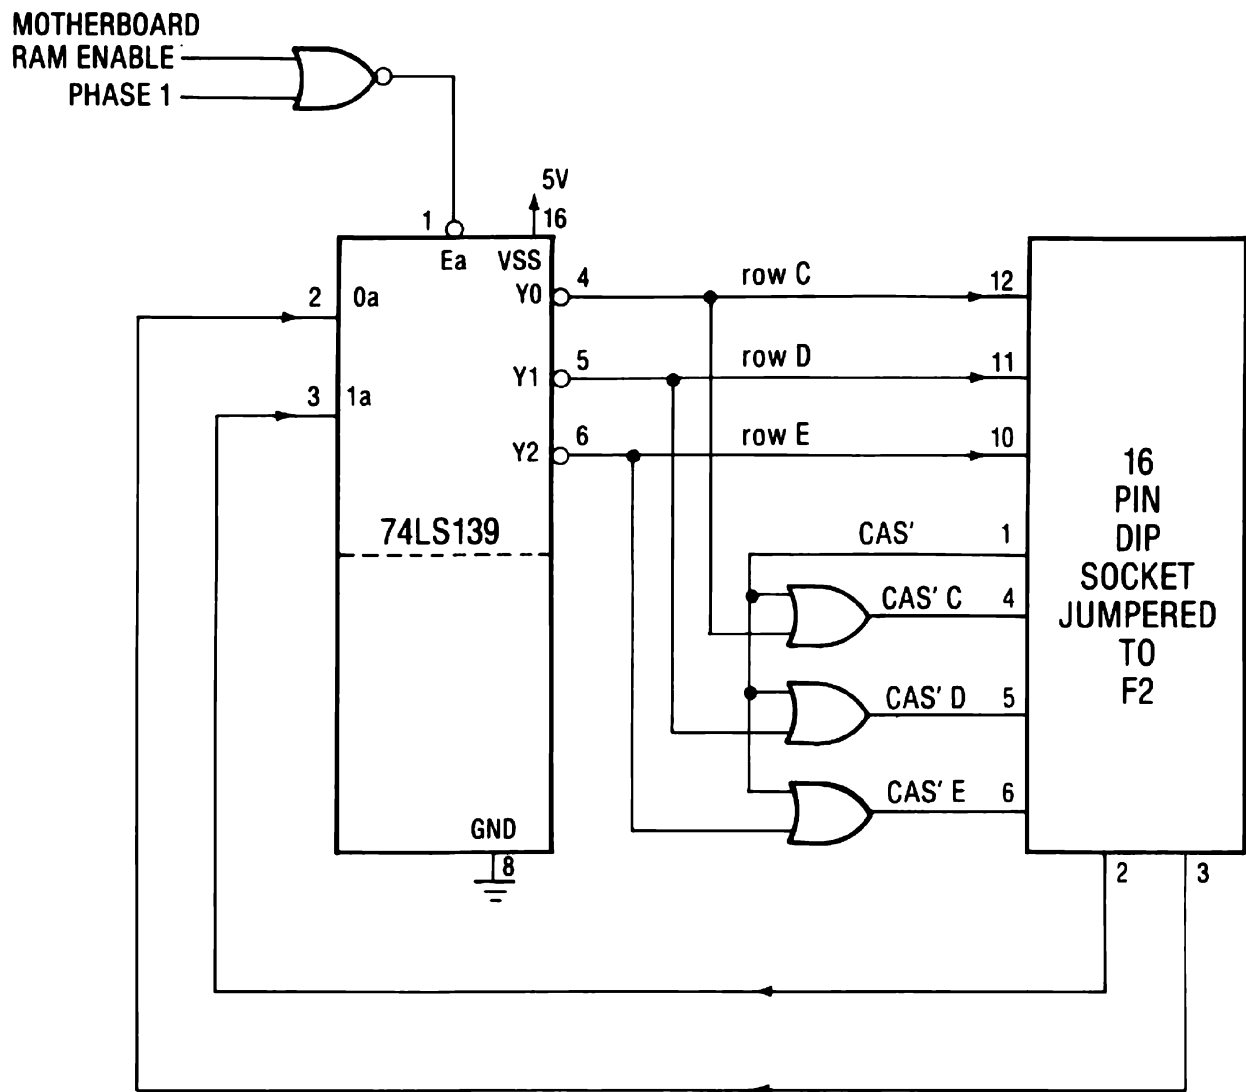 MOTHERBOARD
RAM ENABLE
PHASE 1
5V
1
16
Ea
VSS
2
0a
Y0
4
row C
12
3
1a
Y1
5
row D
11
Y2
6
row E
10
74LS139
CAS'
1
CAS' C
4
CAS' D
5
CAS' E
6
16
PIN
DIP
SOCKET
JUMPERED
TO
F2
GND
8
2
3